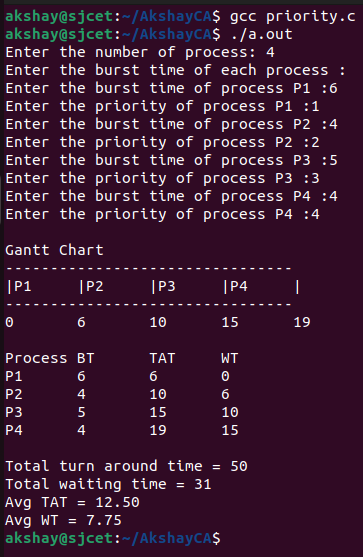 akshay@sjcet:~/AkshayCA$ gcc priority.c
akshay@sjcet:~/AkshayCA$ ./a.out
Enter the number of process: 4
Enter the burst time of each process :
Enter the burst time of process P1 :6
Enter the priority of process P1 :1
Enter the burst time of process P2 :4
Enter the priority of process P2 :2
Enter the burst time of process P3 :5
Enter the priority of process P3 :3
Enter the burst time of process P4 :4
Enter the priority of process P4 :4

Gantt Chart
--------------------------------
|P1     |P2     |P3     |P4     |
--------------------------------
0       6       10      15      19

Process BT      TAT     WT
P1      6       6       0
P2      4       10      6
P3      5       15      10
P4      4       19      15

Total turn around time = 50
Total waiting time = 31
Avg TAT = 12.50
Avg WT = 7.75
akshay@sjcet:~/AkshayCA$